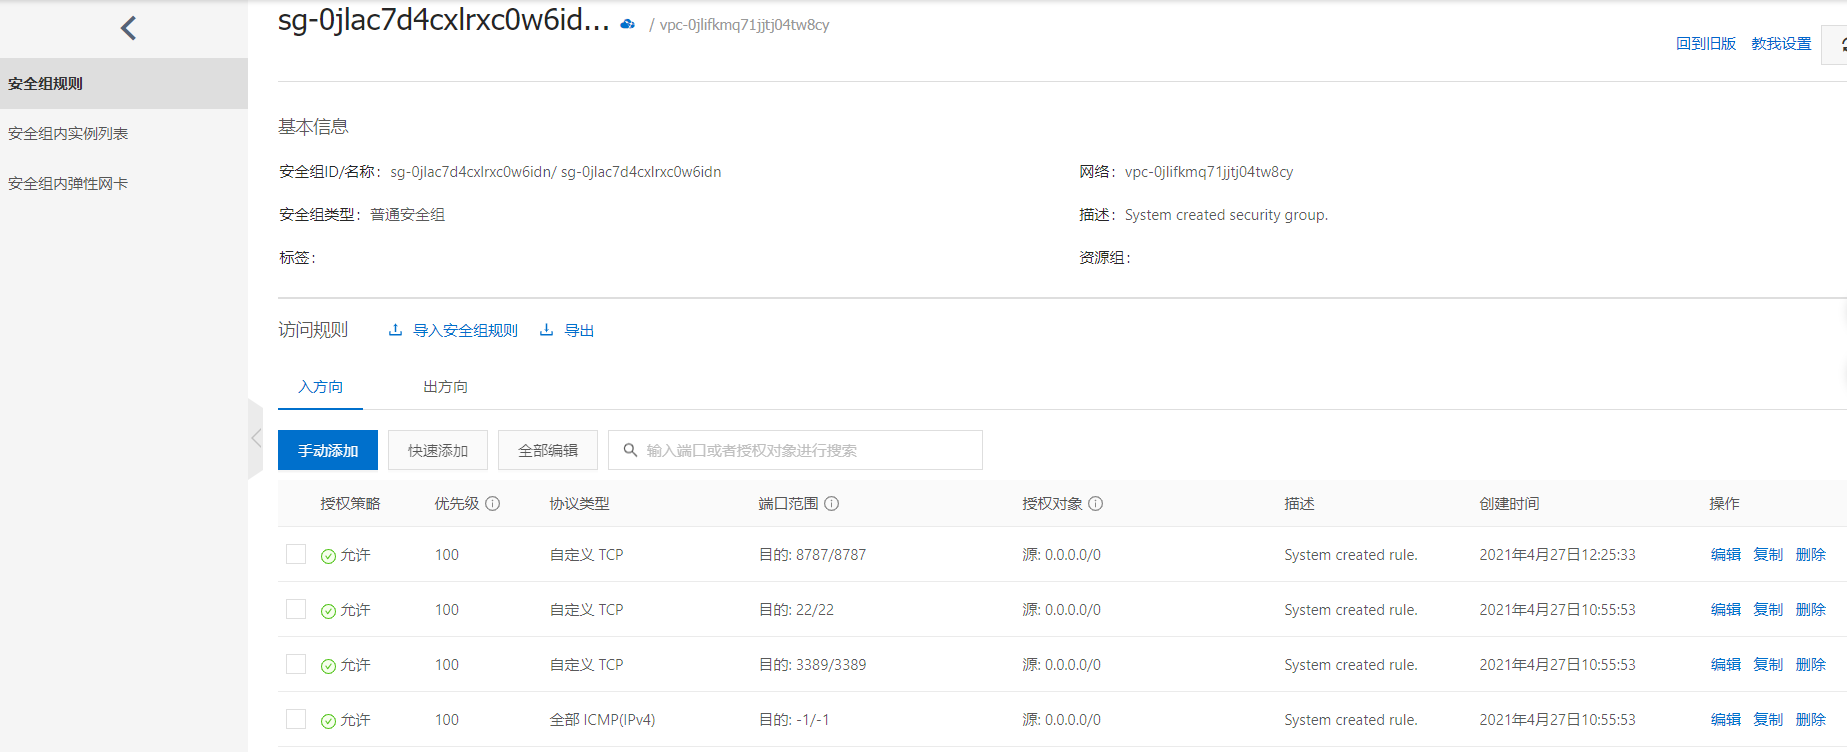 sg-0jlac7d4cxlrxc0w6id... / vpc-0jlifkmq71jjtj04tw8cy
回到旧版 教我设置
安全组规则
安全组内实例列表
安全组内弹性网卡
基本信息
安全组ID/名称： sg-0jlac7d4cxlrxc0w6idn/ sg-0jlac7d4cxlrxc0w6idn 网络： vpc-0jlifkmq71jjtj04tw8cy
安全组类型： 普通安全组 描述： System created security group.
标签： 资源组：
访问规则 导入安全组规则 导出
入方向 出方向
手动添加 快速添加 全部编辑 输入端口或者授权对象进行搜索
授权策略 优先级 协议类型 端口范围 授权对象 描述 创建时间 操作
允许 100 自定义 TCP 目的: 8787/8787 源: 0.0.0.0/0 System created rule. 2021年4月27日12:25:33 编辑 复制 删除
允许 100 自定义 TCP 目的: 22/22 源: 0.0.0.0/0 System created rule. 2021年4月27日10:55:53 编辑 复制 删除
允许 100 自定义 TCP 目的: 3389/3389 源: 0.0.0.0/0 System created rule. 2021年4月27日10:55:53 编辑 复制 删除
允许 100 全部 ICMP(IPv4) 目的: -1/-1 源: 0.0.0.0/0 System created rule. 2021年4月27日10:55:53 编辑 复制 删除